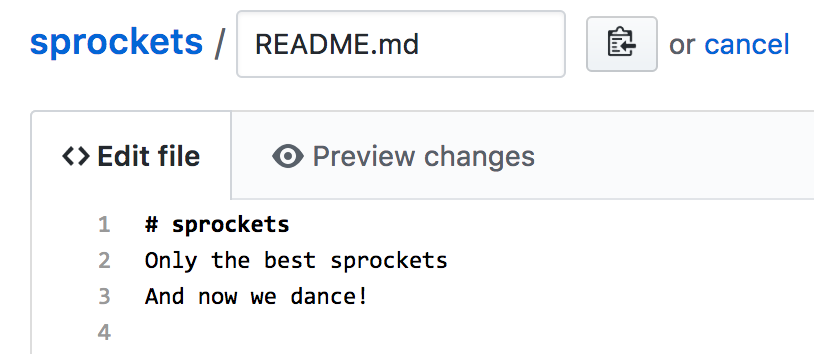 sprockets / README.md or cancel
<> Edit file Preview changes
1 # sprockets
2 Only the best sprockets
3 And now we dance!
4